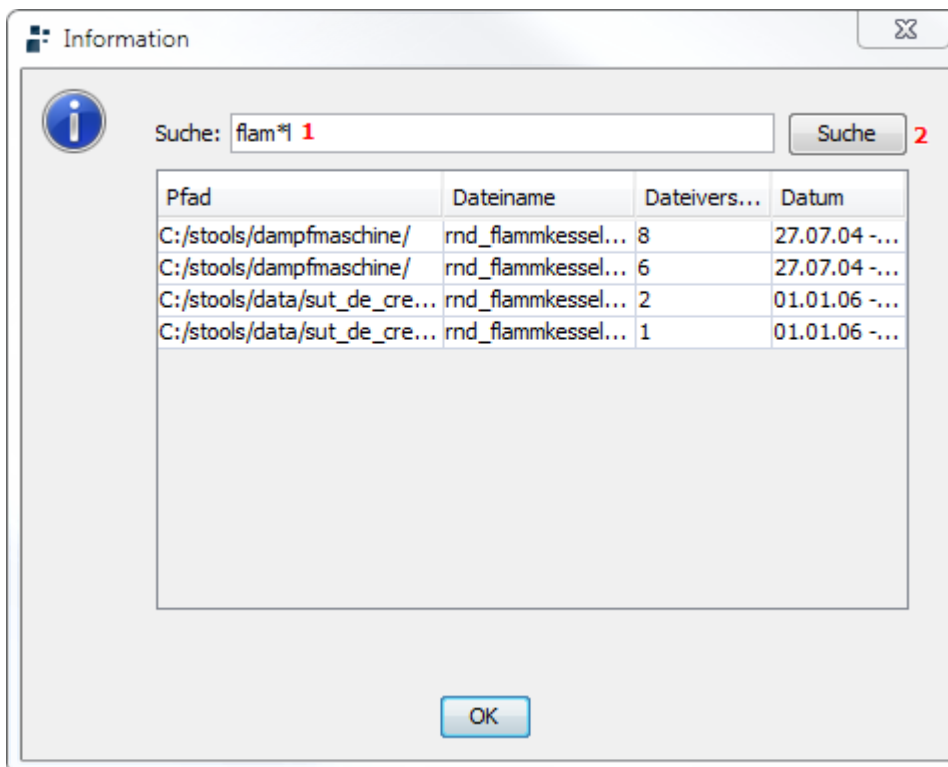 Information
Suche: flam*l 1 Suche 2
Pfad Dateiname Dateivers... Datum
C:/stools/dampfmaschine/ rnd_flammkessel... 8 27.07.04 -...
C:/stools/dampfmaschine/ rnd_flammkessel... 6 27.07.04 -...
C:/stools/data/sut_de_cre... rnd_flammkessel... 2 01.01.06 -...
C:/stools/data/sut_de_cre... rnd_flammkessel... 1 01.01.06 -...
OK